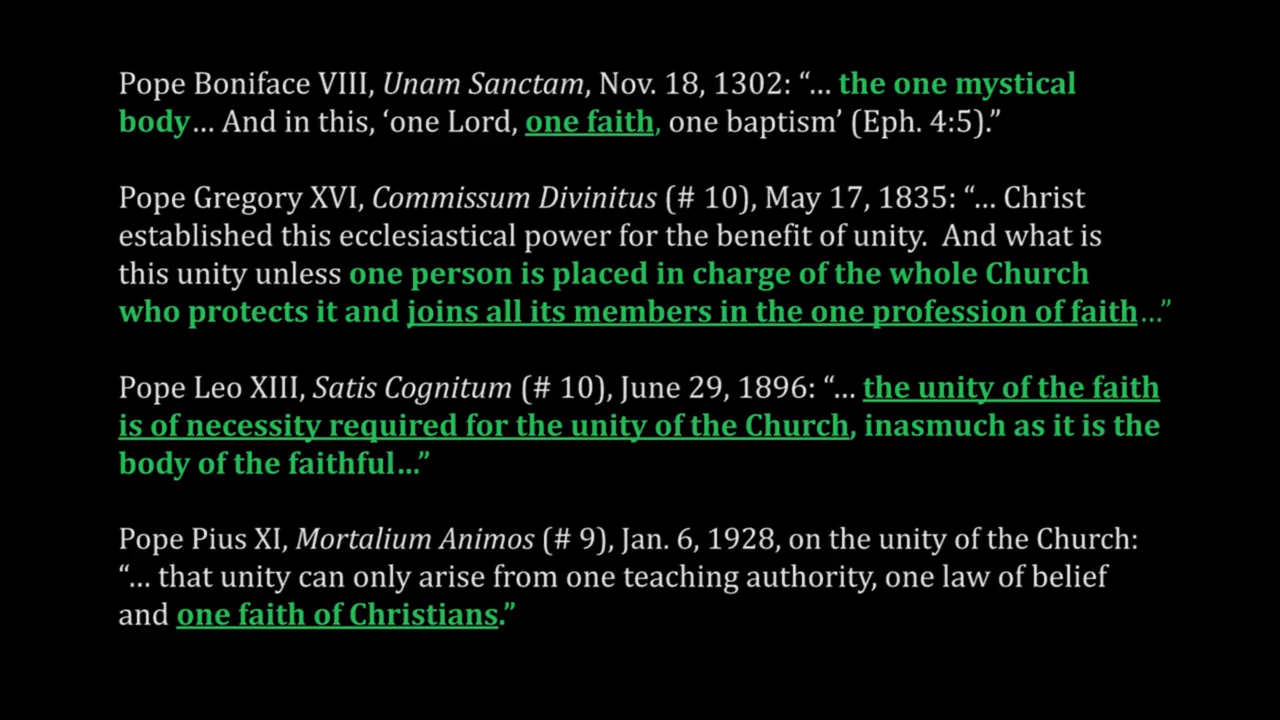 Pope Boniface VIII, Unam Sanctam, Nov. 18, 1302: “… the one mystical
body… And in this, ‘one Lord, one faith, one baptism’ (Eph. 4:5).”
Pope Gregory XVI, Commissum Divinitus (# 10), May 17, 1835: “… Christ
established this ecclesiastical power for the benefit of unity.  And what is
this unity unless one person is placed in charge of the whole Church
who protects it and joins all its members in the one profession of faith…”
Pope Leo XIII, Satis Cognitum (# 10), June 29, 1896: “… the unity of the faith
is of necessity required for the unity of the Church, inasmuch as it is the
body of the faithful…”
Pope Pius XI, Mortalium Animos (# 9), Jan. 6, 1928, on the unity of the Church:
“… that unity can only arise from one teaching authority, one law of belief
and one faith of Christians.”